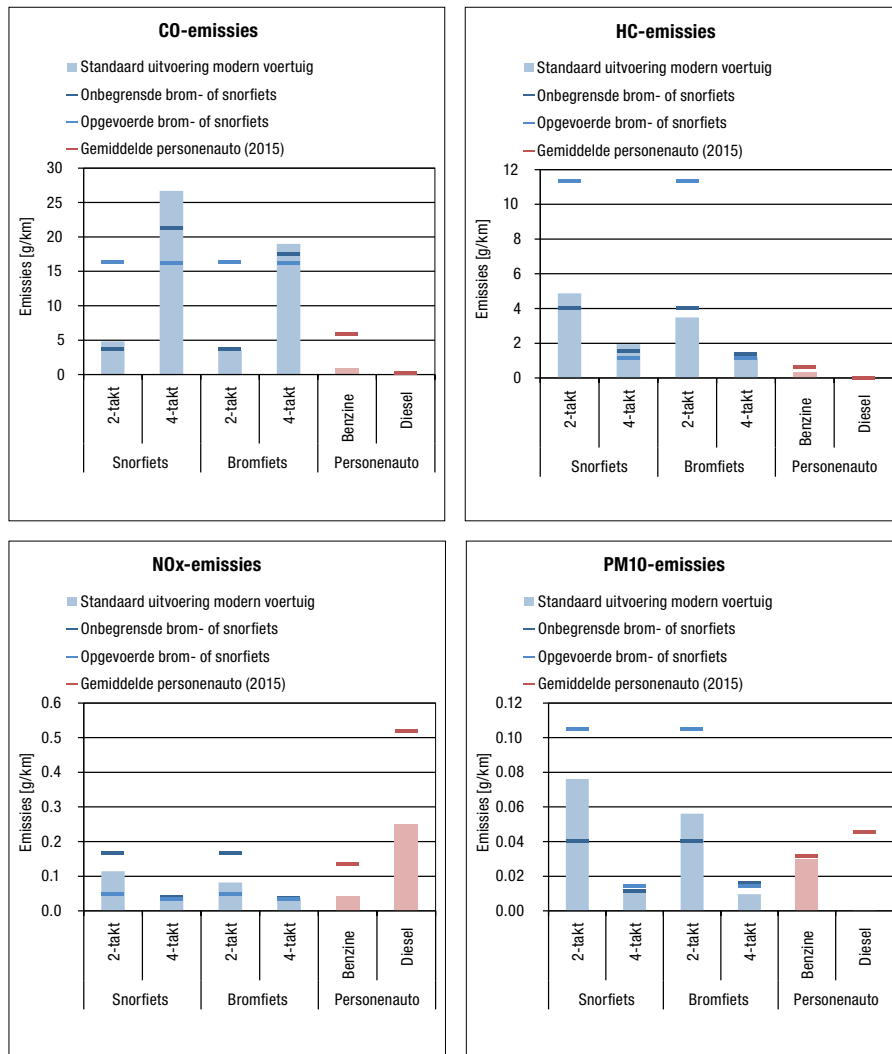 CO-emissies
Standaard uitvoering modern voertuig
Onbegrensde brom- of snorfiets
Opgevoerde brom- of snorfiets
Gemiddelde personenauto (2015)
30
25
20
15
10
5
0
Emissies [g/km]
2-takt
4-takt
2-takt
4-takt
Benzine
Diesel
Snorfiets
Bromfiets
Personenauto
HC-emissies
Standaard uitvoering modern voertuig
Onbegrensde brom- of snorfiets
Opgevoerde brom- of snorfiets
Gemiddelde personenauto (2015)
12
10
8
6
4
2
0
Emissies [g/km]
2-takt
4-takt
2-takt
4-takt
Benzine
Diesel
Snorfiets
Bromfiets
Personenauto
NOx-emissies
Standaard uitvoering modern voertuig
Onbegrensde brom- of snorfiets
Opgevoerde brom- of snorfiets
Gemiddelde personenauto (2015)
0.6
0.5
0.4
0.3
0.2
0.1
0.0
Emissies [g/km]
2-takt
4-takt
2-takt
4-takt
Benzine
Diesel
Snorfiets
Bromfiets
Personenauto
PM10-emissies
Standaard uitvoering modern voertuig
Onbegrensde brom- of snorfiets
Opgevoerde brom- of snorfiets
Gemiddelde personenauto (2015)
0.12
0.10
0.08
0.06
0.04
0.02
0.00
Emissies [g/km]
2-takt
4-takt
2-takt
4-takt
Benzine
Diesel
Snorfiets
Bromfiets
Personenauto